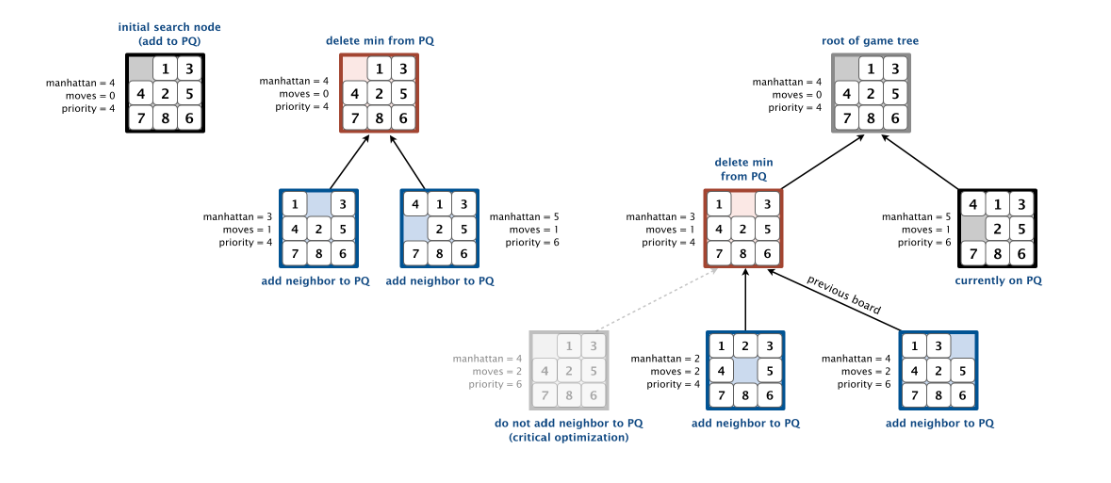 initial search node
(add to PQ)
manhattan = 4
moves = 0
priority = 4
1 3
4 2 5
7 8 6
delete min from PQ
manhattan = 4
moves = 0
priority = 4
1 3
4 2 5
7 8 6
manhattan = 3
moves = 1
priority = 4
1 3
4 2 5
7 8 6
add neighbor to PQ
4 1 3
2 5
7 8 6
manhattan = 5
moves = 1
priority = 6
add neighbor to PQ
root of game tree
manhattan = 4
moves = 0
priority = 4
1 3
4 2 5
7 8 6
delete min
from PQ
manhattan = 3
moves = 1
priority = 4
1 3
4 2 5
7 8 6
manhattan = 5
moves = 1
priority = 6
4 1 3
2 5
7 8 6
currently on PQ
previous board
manhattan = 4
moves = 2
priority = 6
1 3
4 2 5
7 8 6
do not add neighbor to PQ
(critical optimization)
manhattan = 2
moves = 2
priority = 4
1 2 3
4 5
7 8 6
add neighbor to PQ
manhattan = 4
moves = 2
priority = 6
1 3
4 2 5
7 8 6
add neighbor to PQ